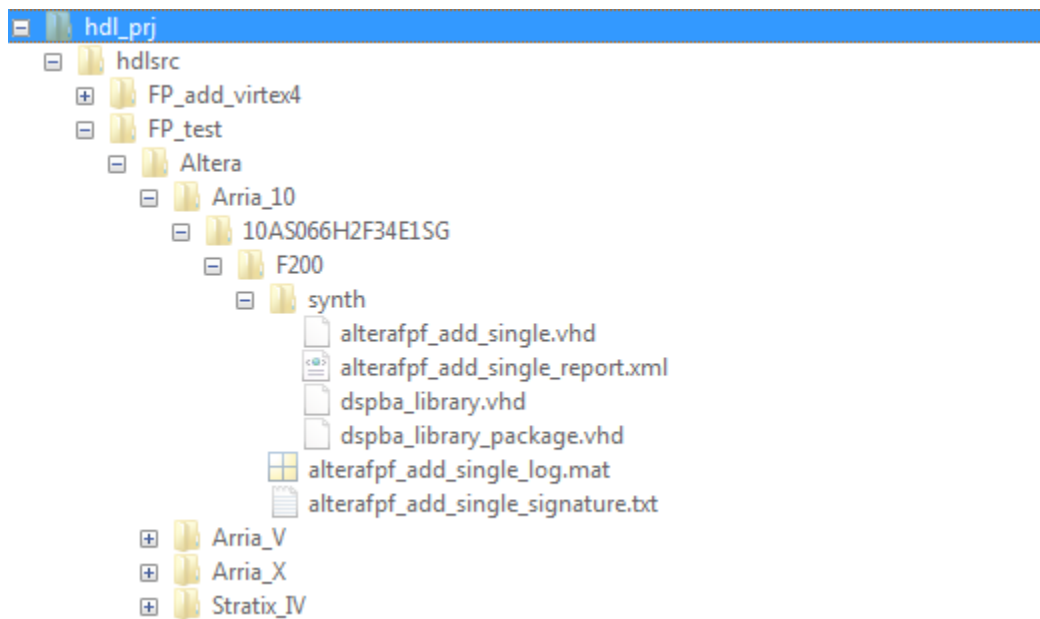 hdl_prj
hdlsrc
FP_add_virtex4
FP_test
Altera
Arria_10
10AS066H2F34E1SG
F200
synth
alterafpf_add_single.vhd
alterafpf_add_single_report.xml
dspba_library.vhd
dspba_library_package.vhd
alterafpf_add_single_log.mat
alterafpf_add_single_signature.txt
Arria_V
Arria_X
Stratix_IV